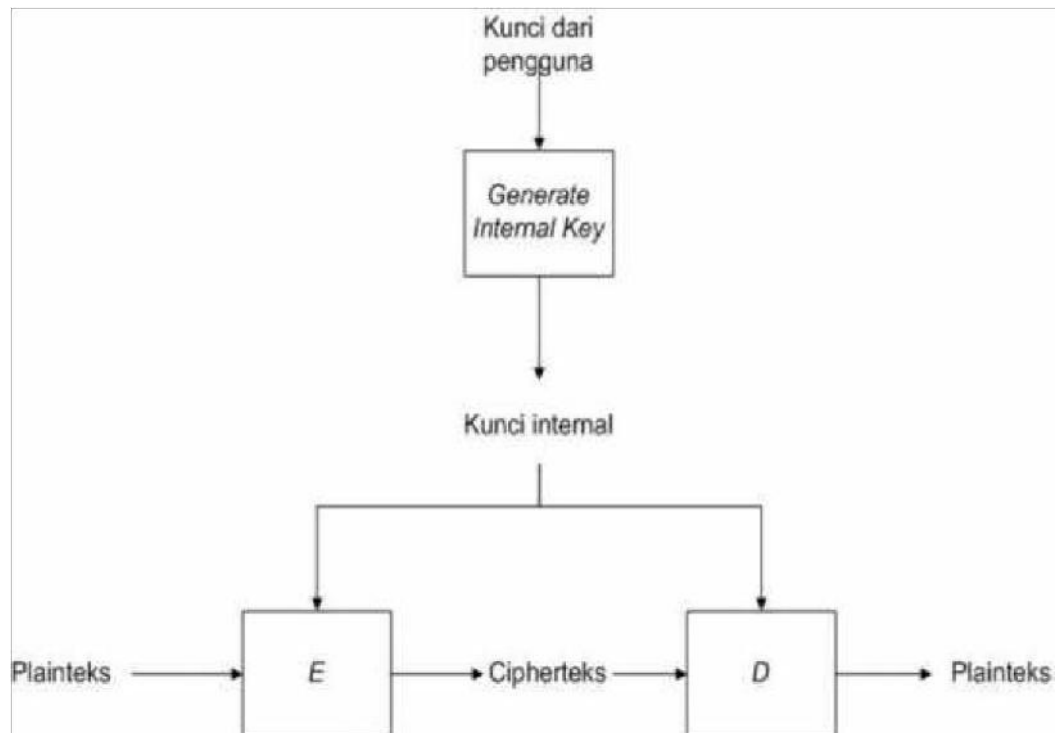 Kunci dari
pengguna
Generate
Internal Key
Kunci internal
Plainteks
E
Cipherteks
D
Plainteks